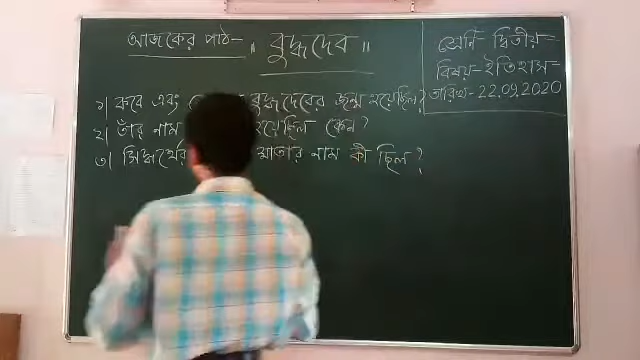 আজকের পাঠ- "বুদ্ধদেব"
শ্রেনি- দ্বিতীয়
বিষয়- ইতিহাস
তারিখ- 22.09.2020
১) কবে এবং বুদ্ধদেবের জন্ম হয়েছিল?
২) তাঁর নাম হয়েছিল কেন?
৩) সিদ্ধার্থের মাতার নাম কী ছিল?